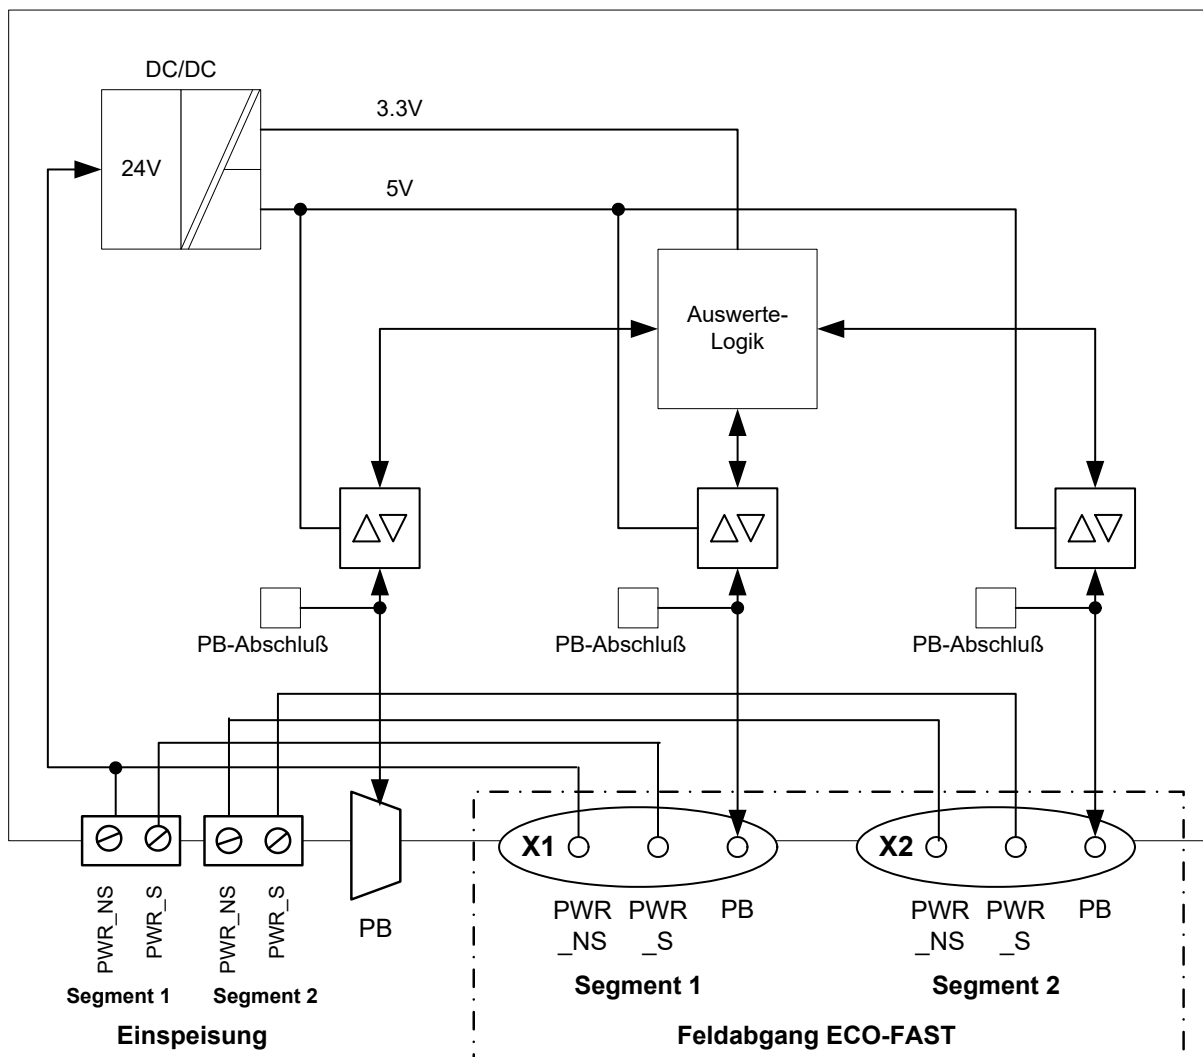 DC/DC
3.3V
24V
5V
Auswerte-
Logik
PB-Abschluß
PB-Abschluß
PB-Abschluß
X1
X2
PWR_NS
PWR_S
PWR_NS
PWR_S
PB
PWR
_NS
PWR
_S
PB
PWR
_NS
PWR
_S
PB
Segment 1
Segment 2
Segment 1
Segment 2
Einspeisung
Feldabgang ECO-FAST